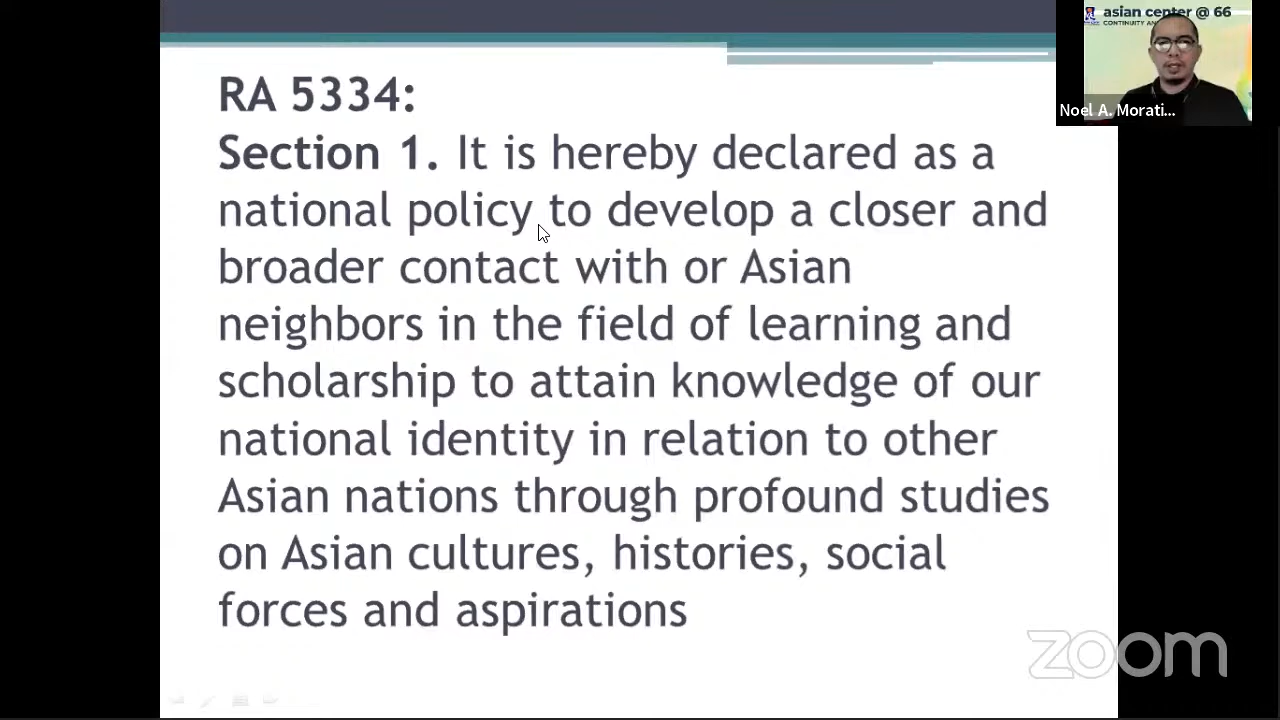 asian center @ 66
CONTINUITY AN
Noel A. Morati...
RA 5334:
Section 1. It is hereby declared as a
national policy to develop a closer and
broader contact with or Asian
neighbors in the field of learning and
scholarship to attain knowledge of our
national identity in relation to other
Asian nations through profound studies
on Asian cultures, histories, social
forces and aspirations
zoom